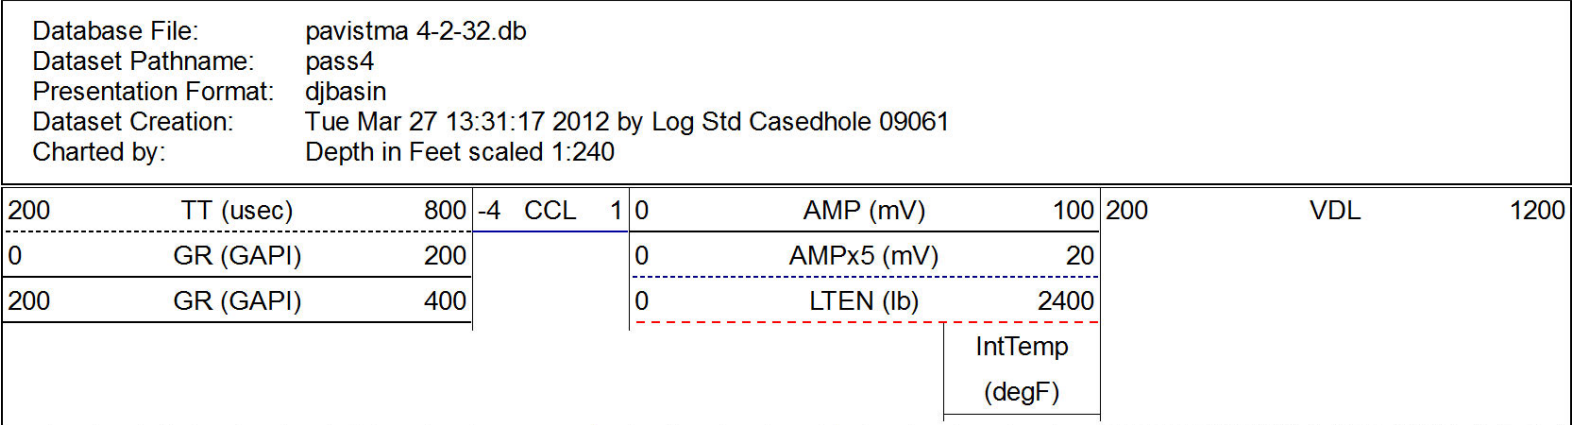 Database File: pavistma 4-2-32.db
Dataset Pathname: pass4
Presentation Format: djbasin
Dataset Creation: Tue Mar 27 13:31:17 2012 by Log Std Casedhole 09061
Charted by: Depth in Feet scaled 1:240
200 TT (usec) 800 -4 CCL 1 0 AMP (mV) 100 200 VDL 1200
0 GR (GAPI) 200 0 AMPx5 (mV) 20
200 GR (GAPI) 400 0 LTEN (lb) 2400
IntTemp
(degF)